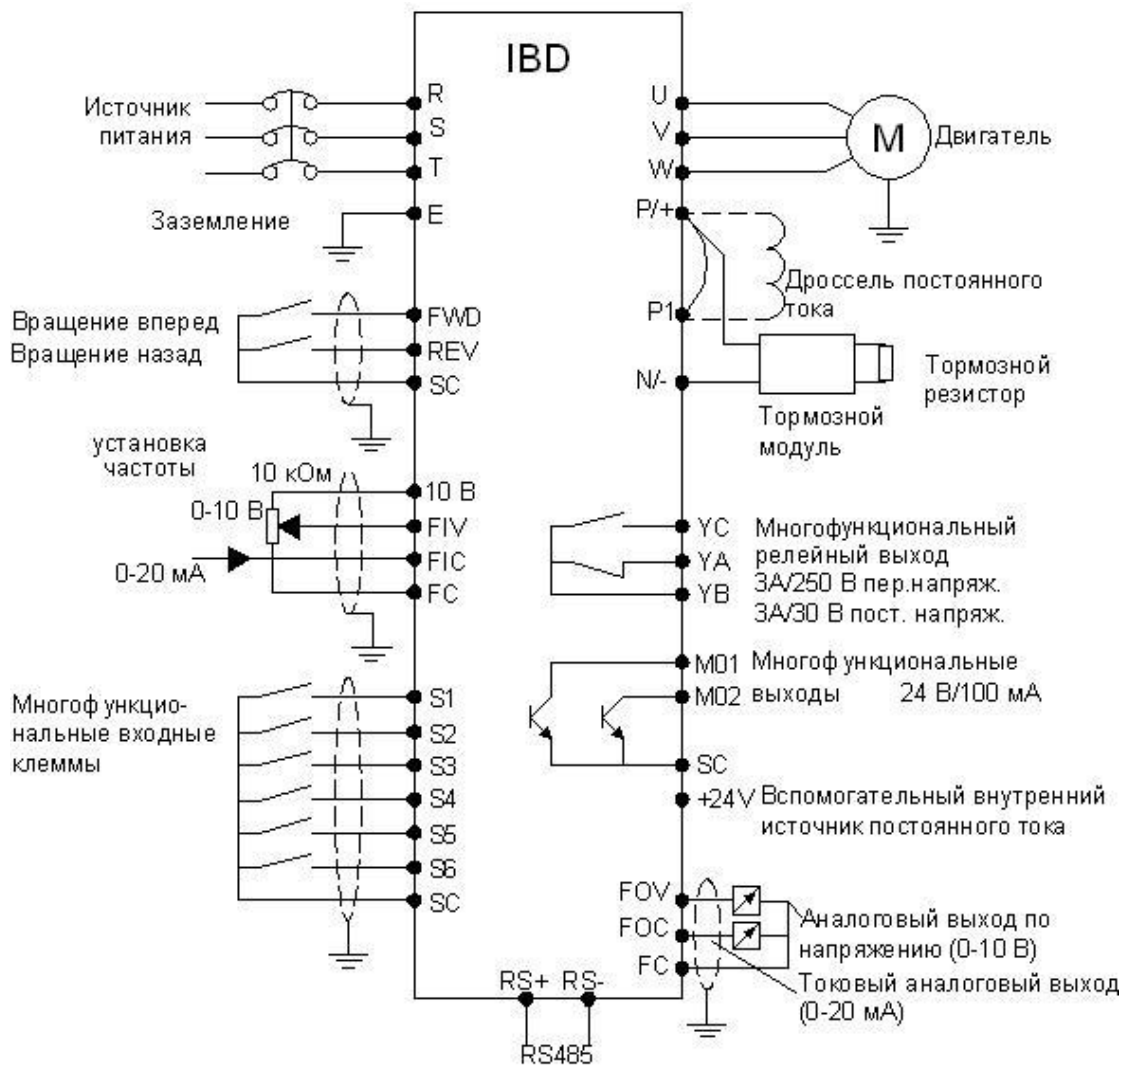 IBD
Источник
питания
R
S
T
Заземление
E
Вращение вперед
Вращение назад
FWD
REV
SC
установка
частоты
10 кОм
0-10 В
0-20 мА
10 В
FIV
FIC
FC
Многофункцио-
нальные входные
клеммы
S1
S2
S3
S4
S5
S6
SC
U
V
W
M
Двигатель
P/+
Дроссель постоянного
тока
P1
N/-
Тормозной
резистор
Тормозной
модуль
YC
YA
YB
Многофункциональный
релейный выход
3А/250 В пер.напряж.
3А/30 В пост. напряж.
M01
M02
Многофункциональные
выходы 24 В/100 мА
SC
+24V
Вспомогательный внутренний
источник постоянного тока
FOV
FOC
FC
Аналоговый выход по
напряжению (0-10 В)
Токовый аналоговый выход
(0-20 мА)
RS+ RS-
RS485